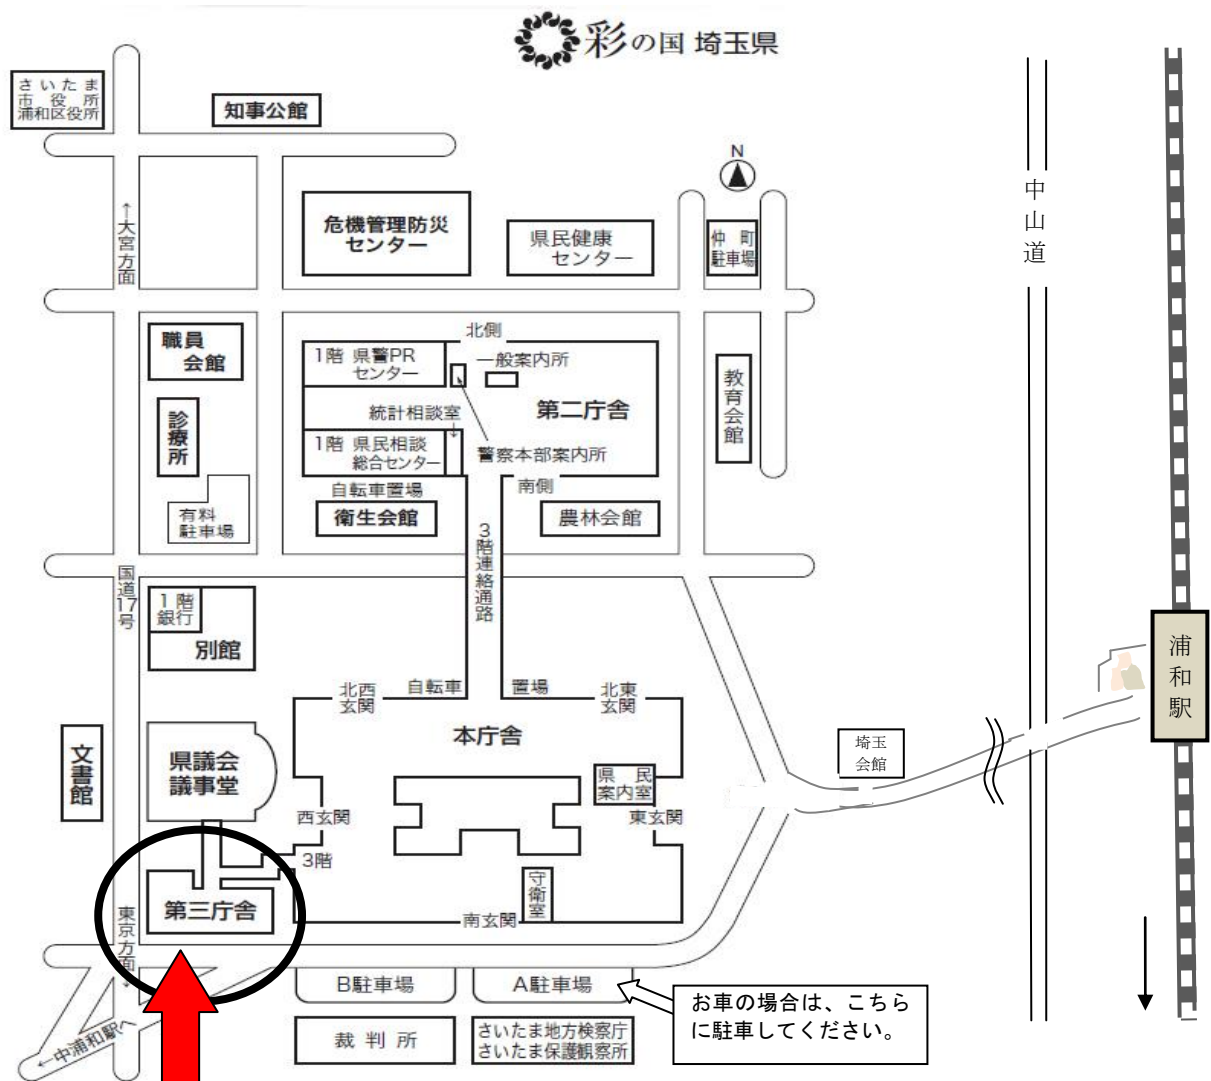 彩の国 埼玉県
さいたま
市役所
浦和区役所
知事公館
N
中山道
↑大宮方面
危機管理防災
センター
県民健康
センター
仲町
駐車場
職員
会館
北側
1階 県警PR
センター
一般案内所
教育会館
診療所
統計相談室
↓
第二庁舎
1階 県民相談
総合センター
警察本部案内所
自転車置場
南側
有料
駐車場
衛生会館
農林会館
3階連絡通路
国道17号
1階
銀行
別館
浦和駅
北西
玄関
自転車
置場
北東
玄関
本庁舎
文書館
県議会
議事堂
埼玉
会館
県民
案内室
西玄関
東玄関
3階
守衛室
第三庁舎
南玄関
東京方面→
B駐車場
A駐車場
お車の場合は、こちら
に駐車してください。
←中浦和駅へ
裁判所
さいたま地方検察庁
さいたま保護観察所